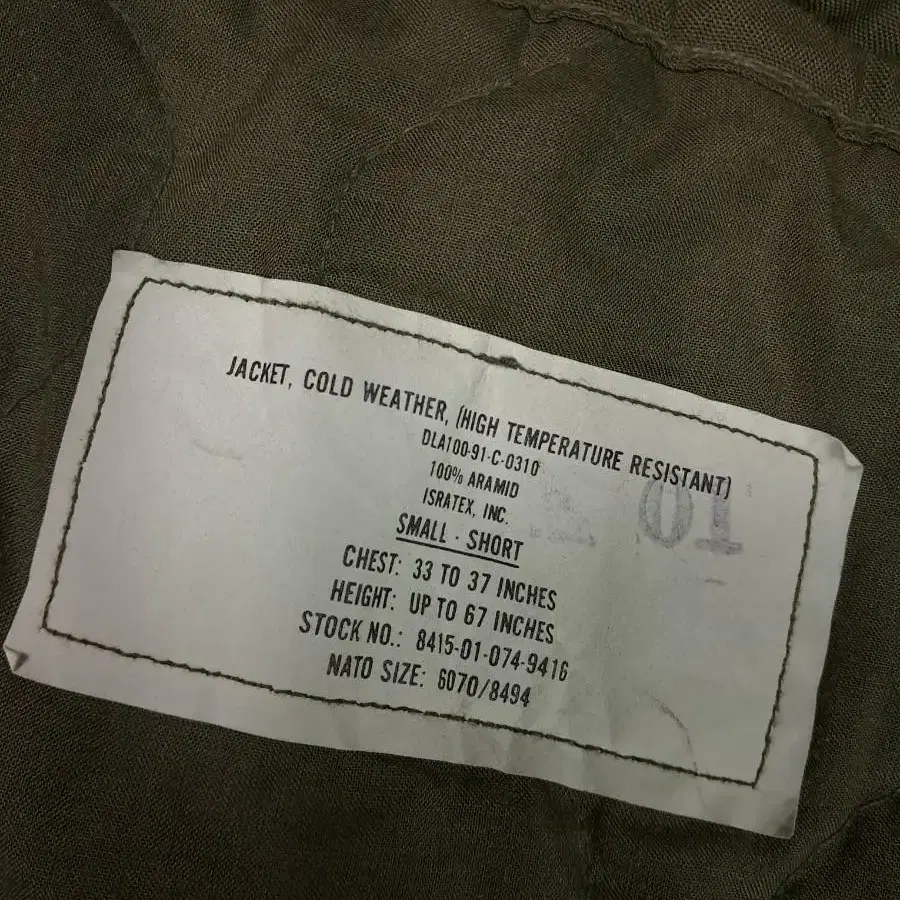 JACKET, COLD WEATHER, (HIGH TEMPERATURE RESISTANT)
DLA100-91-C-0310
100% ARAMID
ISRATEX, INC.
SMALL - SHORT
CHEST: 33 TO 37 INCHES
HEIGHT: UP TO 67 INCHES
STOCK NO.: 8415-01-074-9416
NATO SIZE: 6070/8494
01